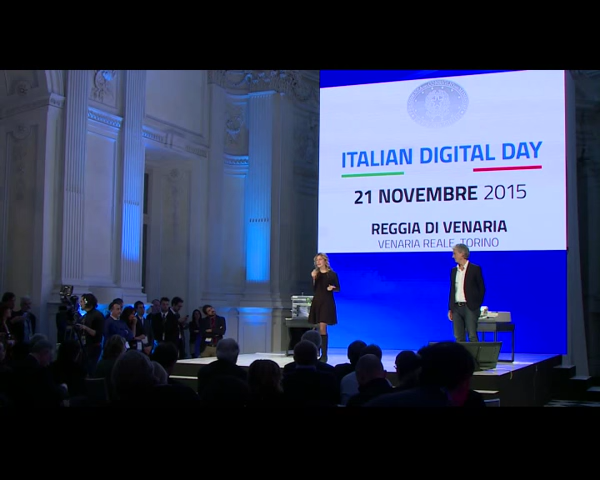 ITALIAN DIGITAL DAY
21 NOVEMBRE 2015
REGGIA DI VENARIA
VENARIA REALE, TORINO